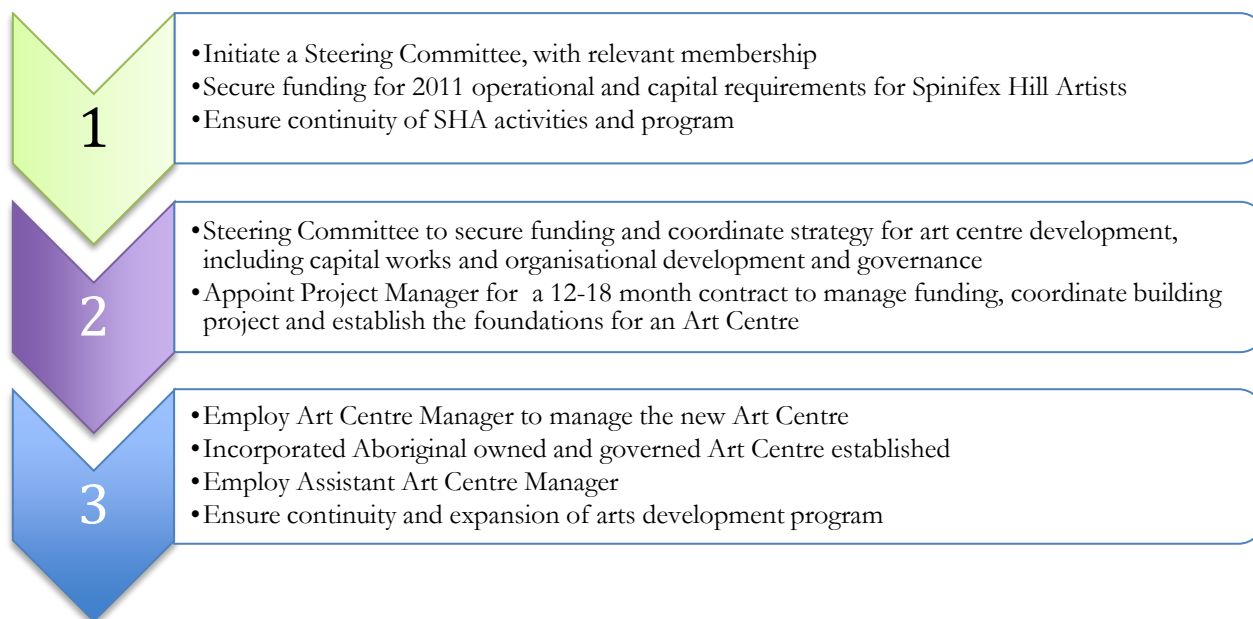 1
•Initiate a Steering Committee, with relevant membership
•Secure funding for 2011 operational and capital requirements for Spinifex Hill Artists
•Ensure continuity of SHA activities and program
2
•Steering Committee to secure funding and coordinate strategy for art centre development,
including capital works and organisational development and governance
•Appoint Project Manager for  a 12-18 month contract to manage funding, coordinate building
project and establish the foundations for an Art Centre
3
•Employ Art Centre Manager to manage the new Art Centre
•Incorporated Aboriginal owned and governed Art Centre established
•Employ Assistant Art Centre Manager
•Ensure continuity and expansion of arts development program